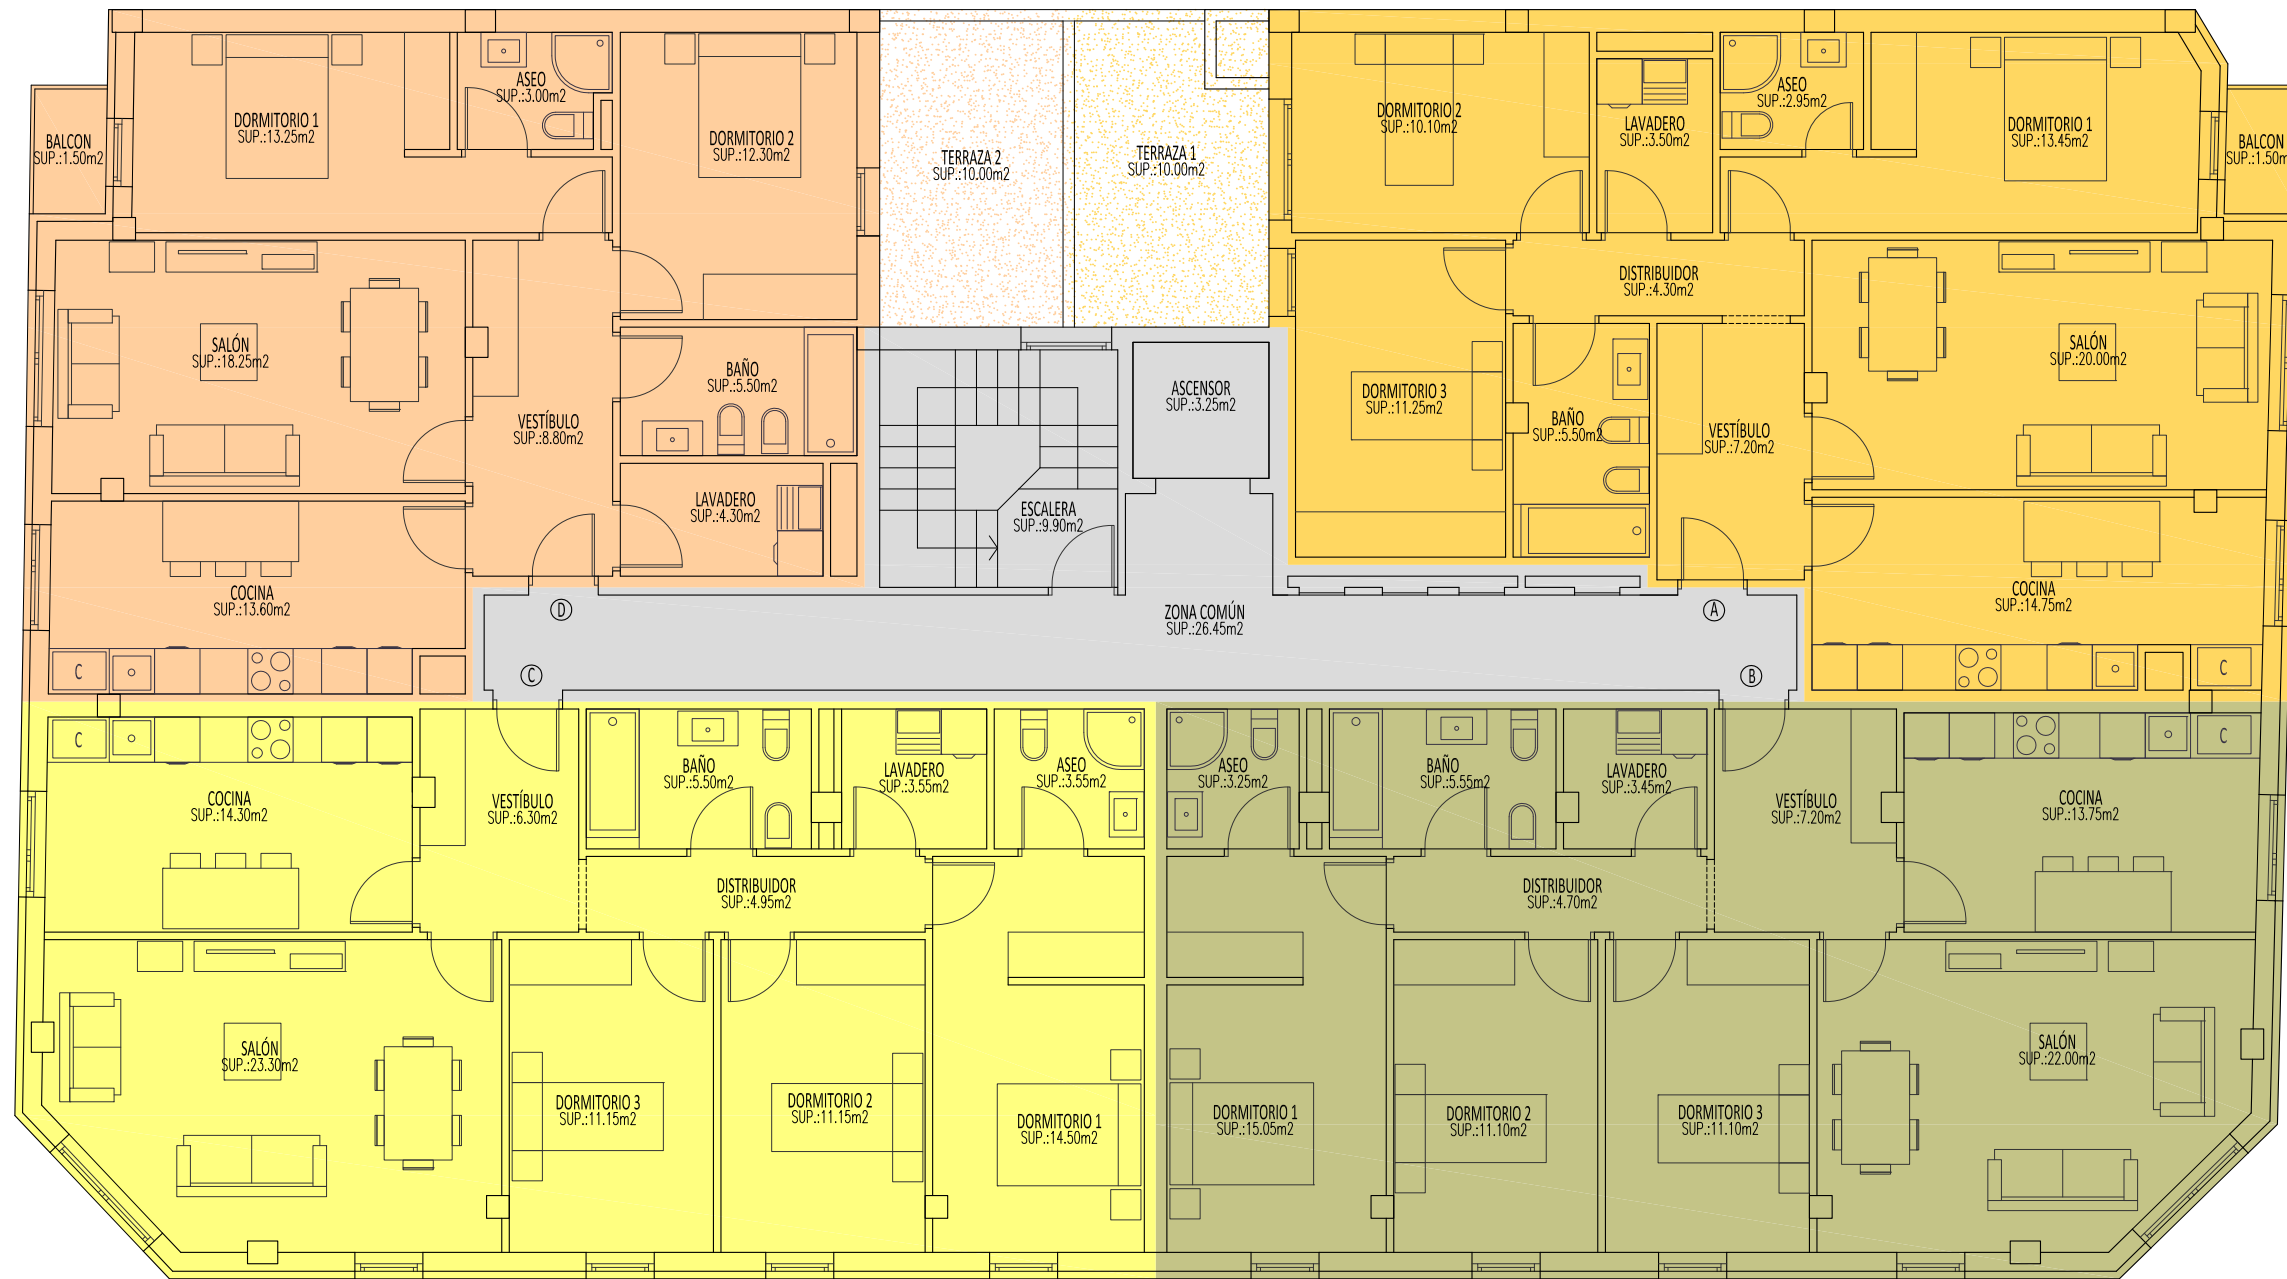 DORMITORIO 1
SUP.:13.25m2
ASEO
SUP.:3.00m2
DORMITORIO 2
SUP.:12.30m2
BALCON
SUP.:1.50m2
TERRAZA 2
SUP.:10.00m2
TERRAZA 1
SUP.:10.00m2
DORMITORIO 2
SUP.:10.10m2
LAVADERO
SUP.:3.50m2
ASEO
SUP.:2.95m2
DORMITORIO 1
SUP.:13.45m2
BALCON
SUP.:1.50m
SALÓN
SUP.:18.25m2
VESTÍBULO
SUP.:8.80m2
BAÑO
SUP.:5.50m2
LAVADERO
SUP.:4.30m2
COCINA
SUP.:13.60m2
C
ASCENSOR
SUP.:3.25m2
ESCALERA
SUP.:9.90m2
DISTRIBUIDOR
SUP.:4.30m2
DORMITORIO 3
SUP.:11.25m2
BAÑO
SUP.:5.50m2
VESTÍBULO
SUP.:7.20m2
SALÓN
SUP.:20.00m2
COCINA
SUP.:14.75m2
C
D
ZONA COMÚN
SUP.:26.45m2
A
C
B
C
COCINA
SUP.:14.30m2
VESTÍBULO
SUP.:6.30m2
BAÑO
SUP.:5.50m2
LAVADERO
SUP.:3.55m2
ASEO
SUP.:3.55m2
DISTRIBUIDOR
SUP.:4.95m2
SALÓN
SUP.:23.30m2
DORMITORIO 3
SUP.:11.15m2
DORMITORIO 2
SUP.:11.15m2
DORMITORIO 1
SUP.:14.50m2
ASEO
SUP.:3.25m2
BAÑO
SUP.:5.55m2
LAVADERO
SUP.:3.45m2
VESTÍBULO
SUP.:7.20m2
COCINA
SUP.:13.75m2
C
DISTRIBUIDOR
SUP.:4.70m2
DORMITORIO 1
SUP.:15.05m2
DORMITORIO 2
SUP.:11.10m2
DORMITORIO 3
SUP.:11.10m2
SALÓN
SUP.:22.00m2